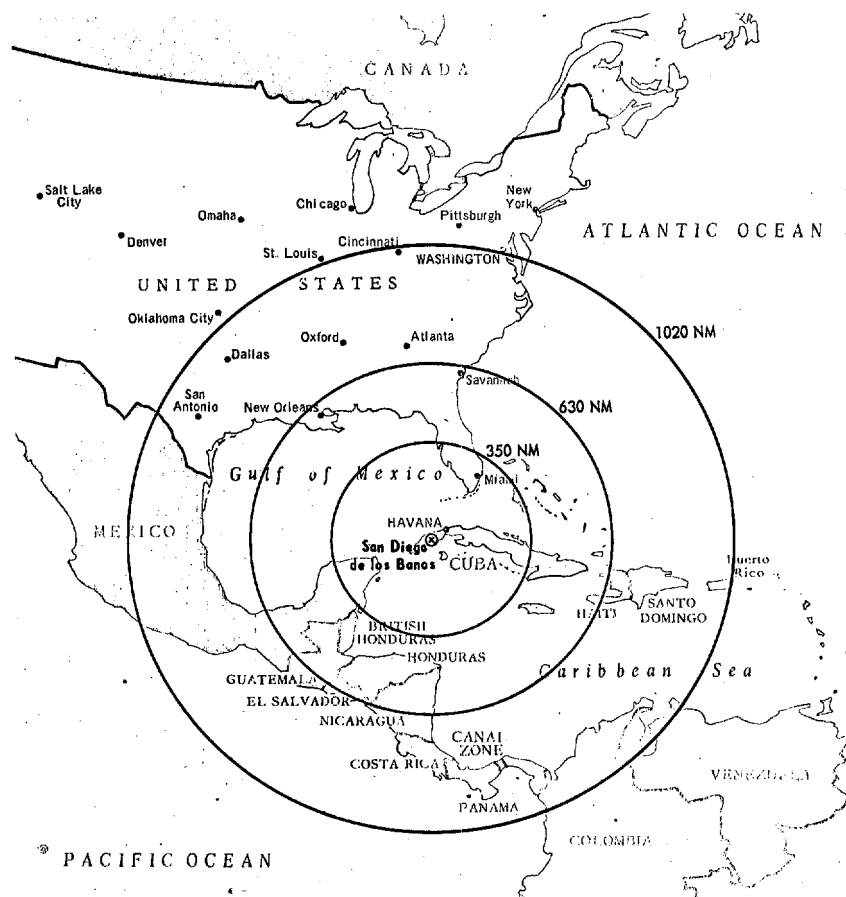 CANADA
Salt Lake
City
Omaha
Chicago
New
York
Pittsburgh
Denver
ATLANTIC OCEAN
St. Louis
Cincinnati
WASHINGTON
UNITED STATES
Oklahoma City
1020 NM
Oxford
Atlanta
Dallas
Savannah
San
Antonio
New Orleans
630 NM
350 NM
Gulf of Mexico
Miami
MEXICO
HAVANA
San Diego
de los Banos
CUBA
Puerto
Rico
HAITI
SANTO
DOMINGO
BRITISH
HONDURAS
HONDURAS
Caribbean Sea
GUATEMALA
EL SALVADOR
NICARAGUA
CANAL
ZONE
COSTA RICA
VENEZUELA
PANAMA
COLOMBIA
PACIFIC OCEAN